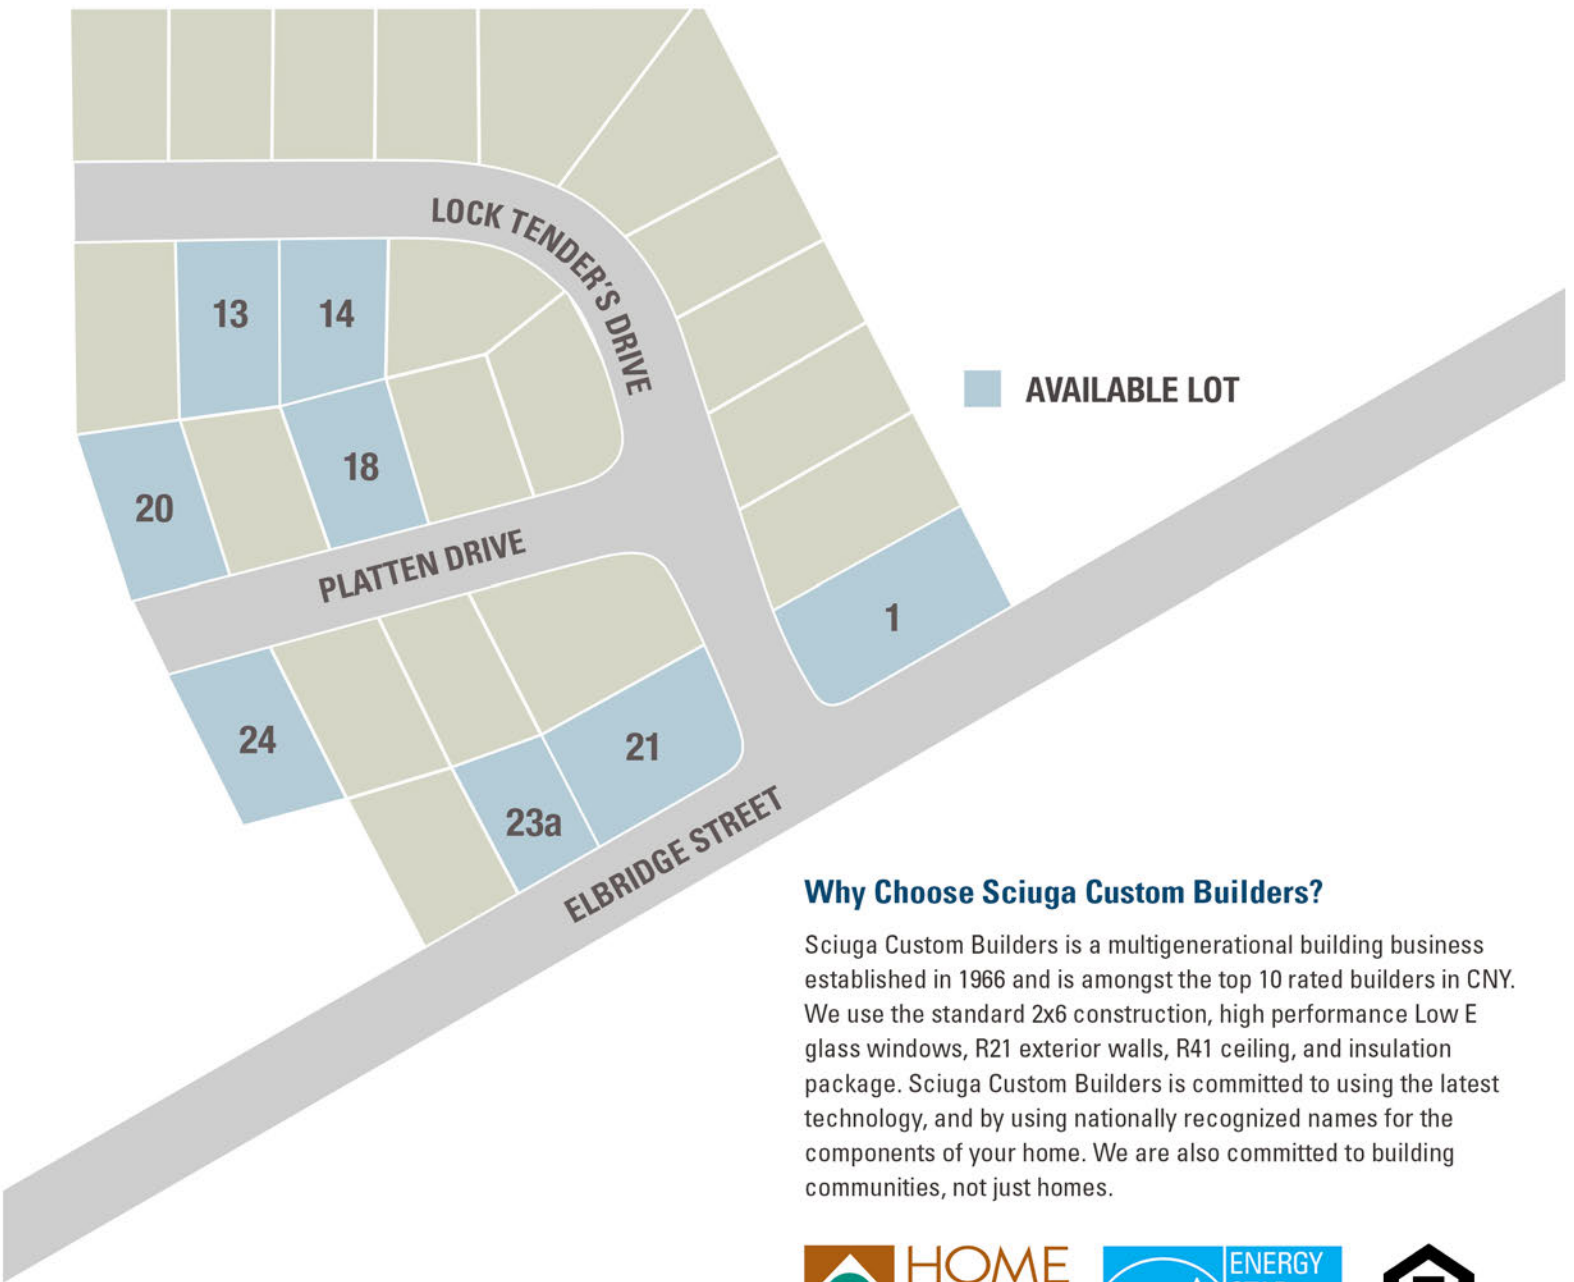 LOCK TENDER'S DRIVE
13
14
AVAILABLE LOT
18
20
PLATTEN DRIVE
1
24
21
23a
ELBRIDGE STREET
Why Choose Sciuga Custom Builders?
Sciuga Custom Builders is a multigenerational building business
established in 1966 and is amongst the top 10 rated builders in CNY.
We use the standard 2x6 construction, high performance Low E
glass windows, R21 exterior walls, R41 ceiling, and insulation
package. Sciuga Custom Builders is committed to using the latest
technology, and by using nationally recognized names for the
components of your home. We are also committed to building
communities, not just homes.
HOME
ENERGY